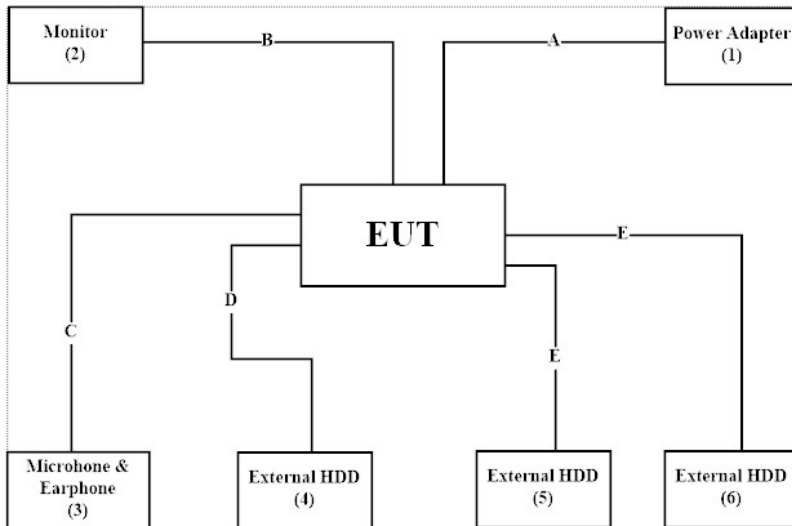 Monitor
(2)
B
A
Power Adapter
(1)
EUT
E
D
C
E
Microhone &
Earphone
(3)
External HDD
(4)
External HDD
(5)
External HDD
(6)